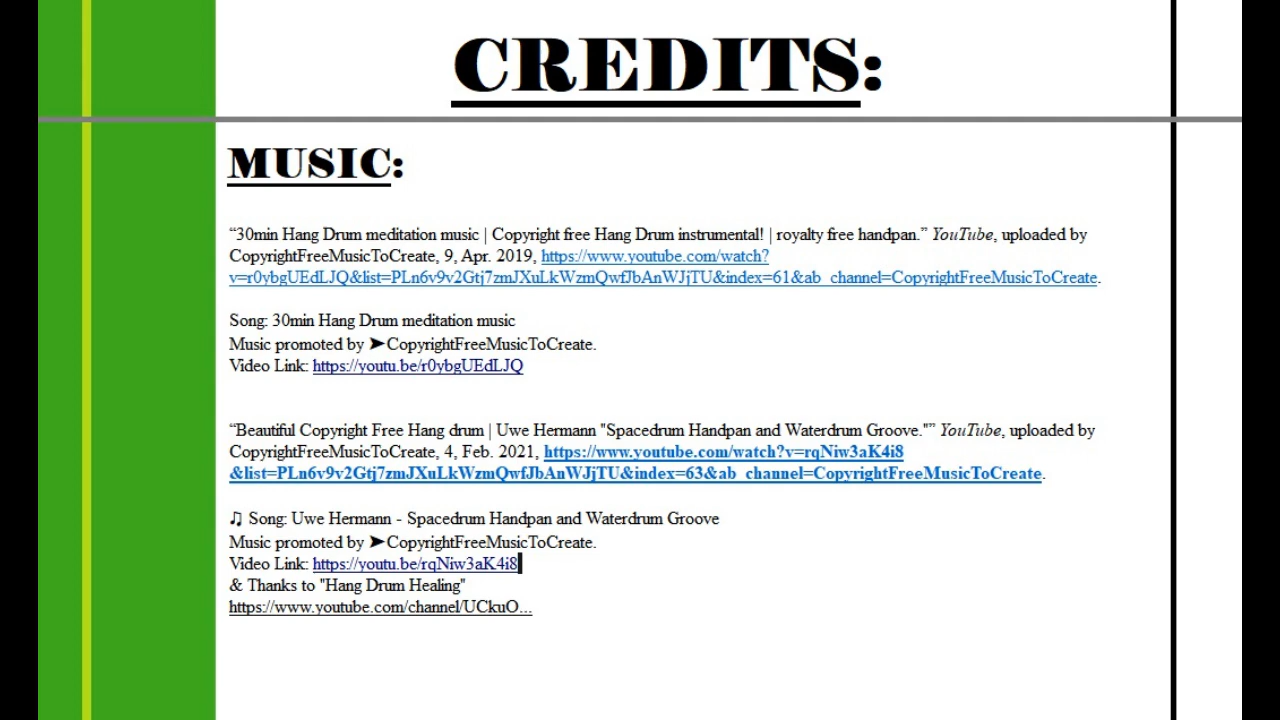 CREDITS:
MUSIC:
“30min Hang Drum meditation music | Copyright free Hang Drum instrumental! | royalty free handpan.” YouTube, uploaded by
CopyrightFreeMusicToCreate, 9, Apr. 2019, https://www.youtube.com/watch?
v=r0ybgUEdLJQ&list=PLn6v9v2Gtj7zmJXuLkWzmQwfJbAnWJjTU&index=61&ab_channel=CopyrightFreeMusicToCreate.
Song: 30min Hang Drum meditation music
Music promoted by ➤CopyrightFreeMusicToCreate.
Video Link: https://youtu.be/r0ybgUEdLJQ
“Beautiful Copyright Free Hang drum | Uwe Hermann "Spacedrum Handpan and Waterdrum Groove."” YouTube, uploaded by
CopyrightFreeMusicToCreate, 4, Feb. 2021, https://www.youtube.com/watch?v=rqNiw3aK4i8
&list=PLn6v9v2Gtj7zmJXuLkWzmQwfJbAnWJjTU&index=63&ab_channel=CopyrightFreeMusicToCreate.
♫ Song: Uwe Hermann - Spacedrum Handpan and Waterdrum Groove
Music promoted by ➤CopyrightFreeMusicToCreate.
Video Link: https://youtu.be/rqNiw3aK4i8
& Thanks to "Hang Drum Healing"
https://www.youtube.com/channel/UCkuO...